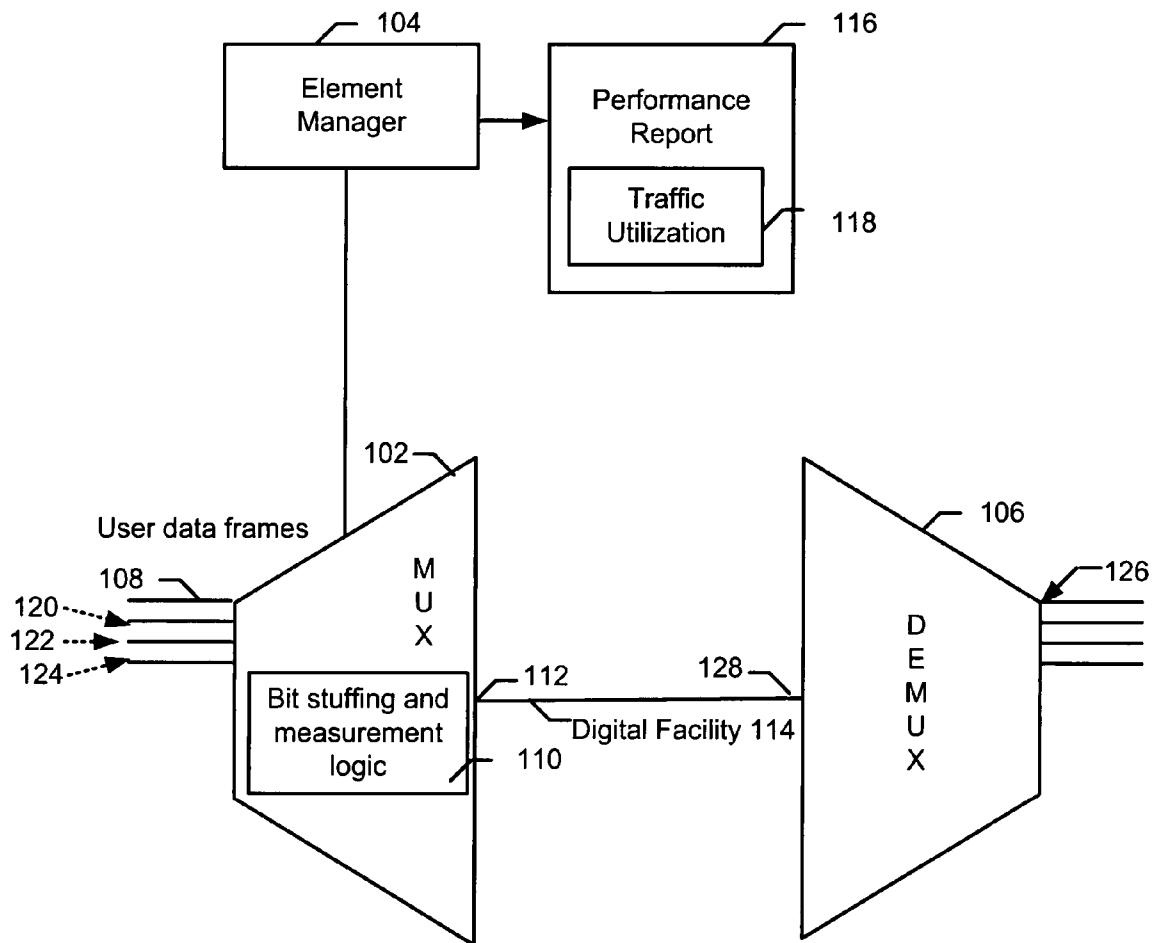 104
Element
Manager
116
Performance
Report
Traffic
Utilization
118
102
User data frames
108
120
122
124
M
U
X
Bit stuffing and
measurement
logic
110
112
Digital Facility 114
128
106
126
D
E
M
U
X